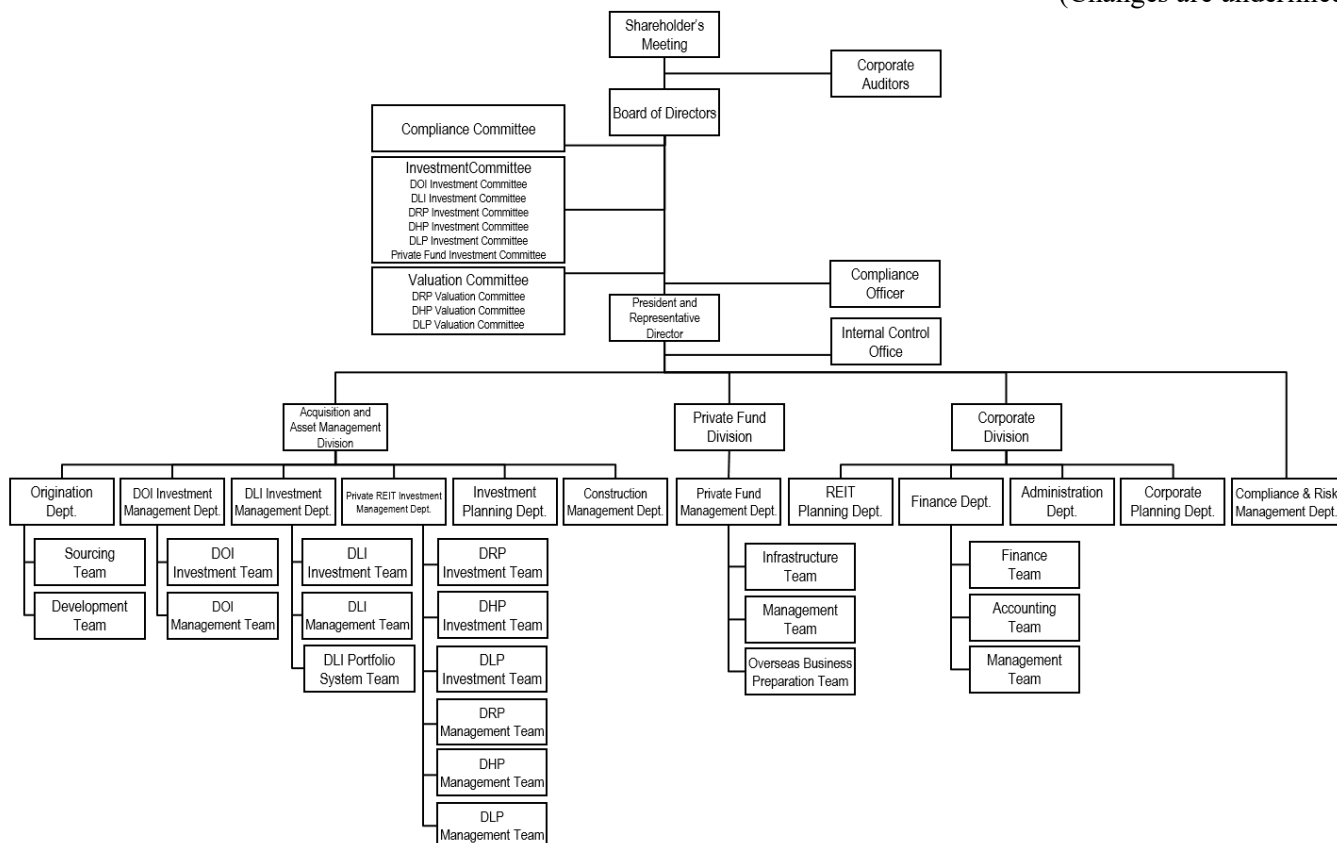 (Changes are underlined
Shareholder's
Meeting
Corporate
Auditors
Board of Directors
Compliance Committee
InvestmentCommittee
DOI Investment Committee
DLI Investment Committee
DRP Investment Committee
DHP Investment Committee
DLP Investment Committee
Private Fund Investment Committee
Valuation Committee
DRP Valuation Committee
DHP Valuation Committee
DLP Valuation Committee
Compliance
Officer
President and
Representative
Director
Internal Control
Office
Acquisition and
Asset Management
Division
Private Fund
Division
Corporate
Division
Origination
Dept.
DOI Investment
Management Dept.
DLI Investment
Management Dept.
Private REIT Investment
Management Dept.
Investment
Planning Dept.
Construction
Management Dept.
Private Fund
Management Dept.
REIT
Planning Dept.
Finance Dept.
Administration
Dept.
Corporate
Planning Dept.
Compliance & Risk
Management Dept.
Sourcing
Team
Development
Team
DOI
Investment Team
DOI
Management Team
DLI
Investment Team
DLI
Management Team
DLI Portfolio
System Team
DRP
Investment Team
DHP
Investment Team
DLP
Investment Team
DRP
Management Team
DHP
Management Team
DLP
Management Team
Infrastructure
Team
Management
Team
Overseas Business
Preparation Team
Finance
Team
Accounting
Team
Management
Team